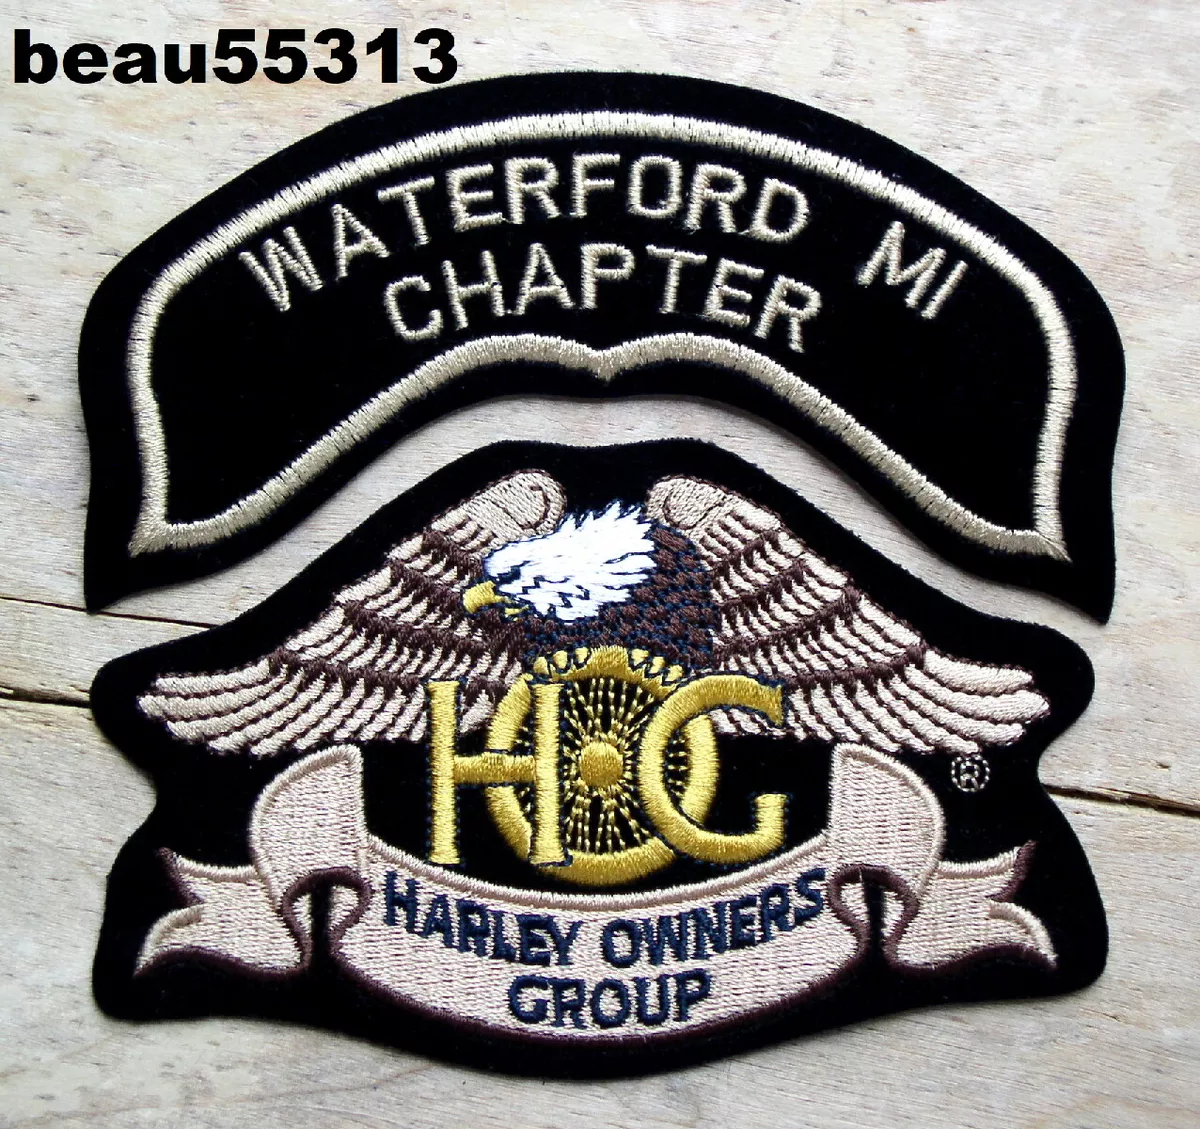 beau55313
WATERFORD MI
CHAPTER
HOG
®
HARLEY OWNERS
GROUP